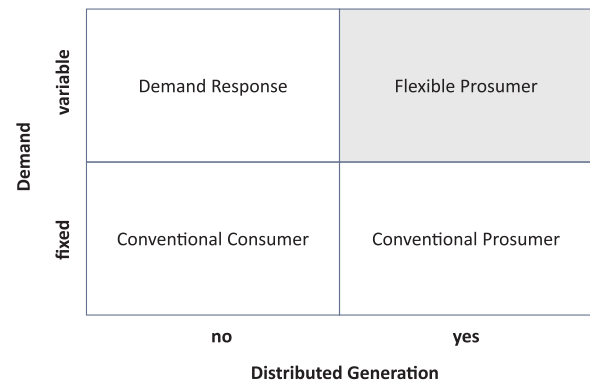 variable
Demand Response
Flexible Prosumer
Demand
fixed
Conventional Consumer
Conventional Prosumer
no
yes
Distributed Generation